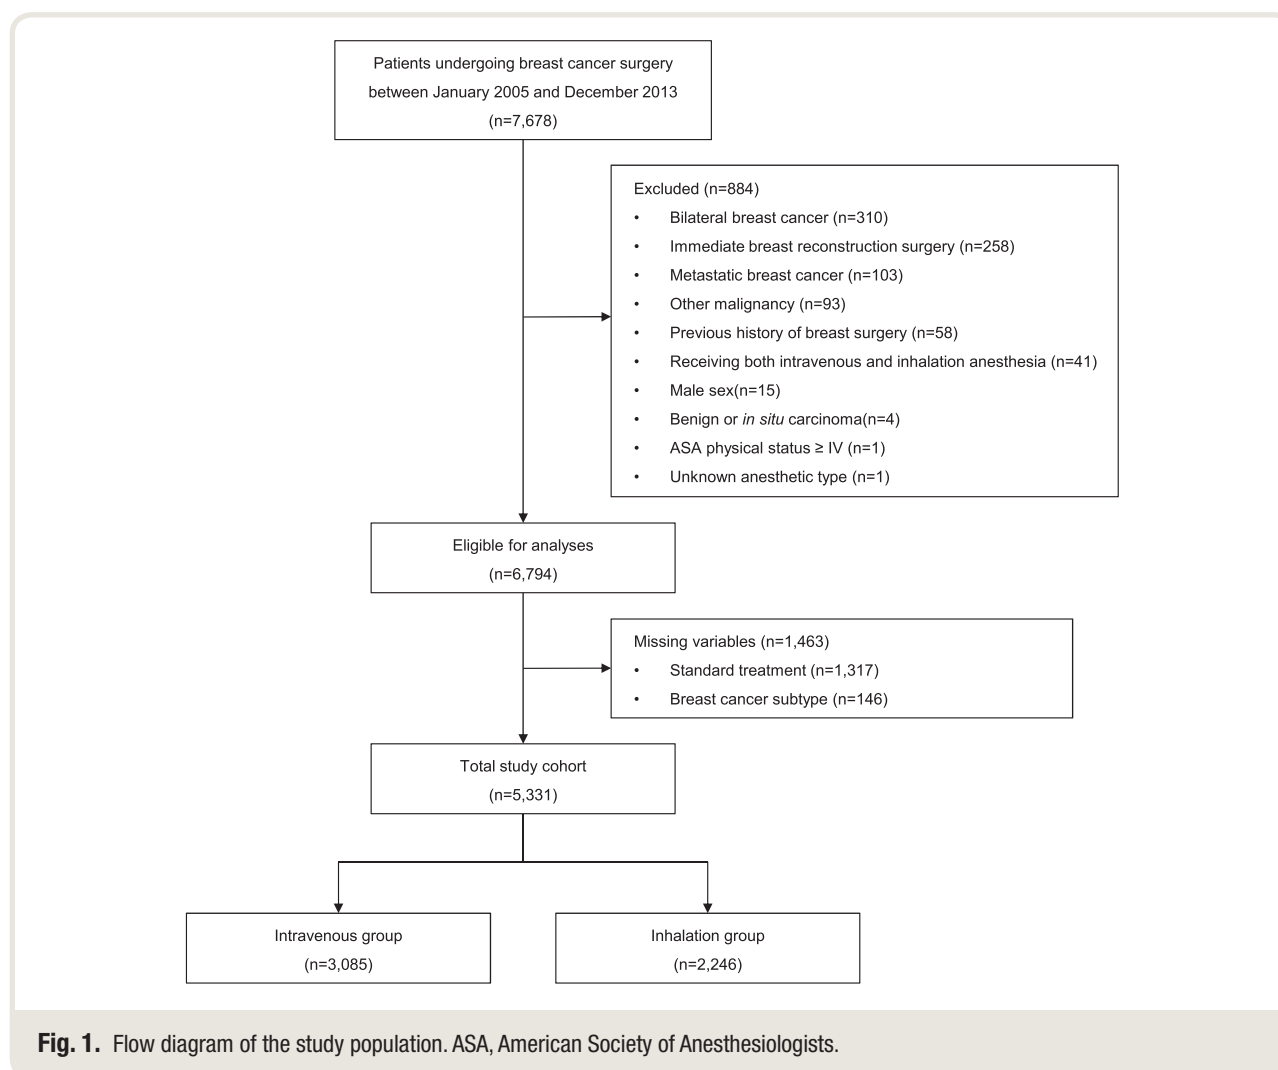 Patients undergoing breast cancer surgery
between January 2005 and December 2013
(n=7,678)
Excluded (n=884)
• Bilateral breast cancer (n=310)
• Immediate breast reconstruction surgery (n=258)
• Metastatic breast cancer (n=103)
• Other malignancy (n=93)
• Previous history of breast surgery (n=58)
• Receiving both intravenous and inhalation anesthesia (n=41)
• Male sex(n=15)
• Benign or in situ carcinoma(n=4)
• ASA physical status ≥ IV (n=1)
• Unknown anesthetic type (n=1)
Eligible for analyses
(n=6,794)
Missing variables (n=1,463)
• Standard treatment (n=1,317)
• Breast cancer subtype (n=146)
Total study cohort
(n=5,331)
Intravenous group
(n=3,085)
Inhalation group
(n=2,246)
Fig. 1. Flow diagram of the study population. ASA, American Society of Anesthesiologists.